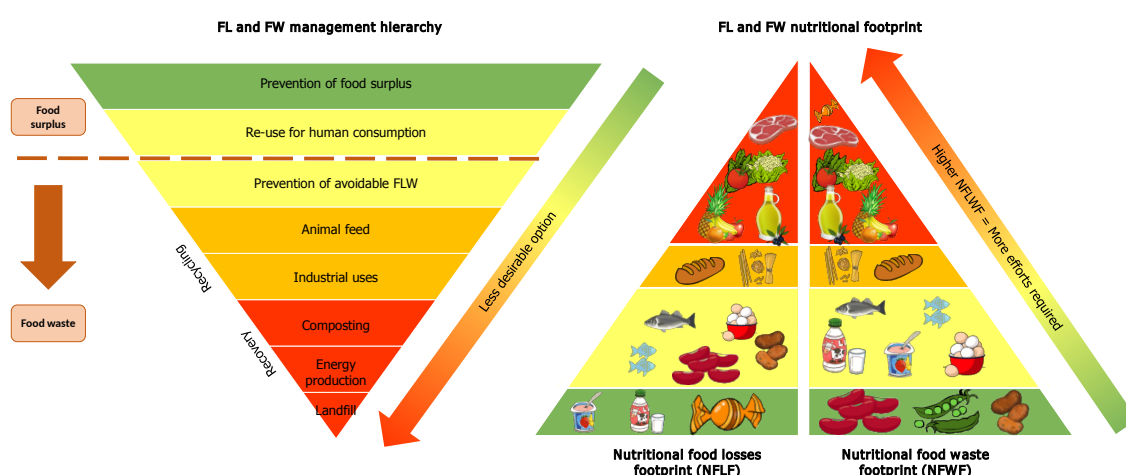 FL and FW management hierarchy
Food
surplus
Prevention of food surplus
Re-use for human consumption
Prevention of avoidable FLW
Animal feed
Industrial uses
Composting
Energy
production
Landfill
Recycling
Recovery
Food waste
Less desirable option
FL and FW nutritional footprint
Higher NFLWF = More efforts required
Nutritional food losses
footprint (NFLF)
Nutritional food waste
footprint (NFWF)